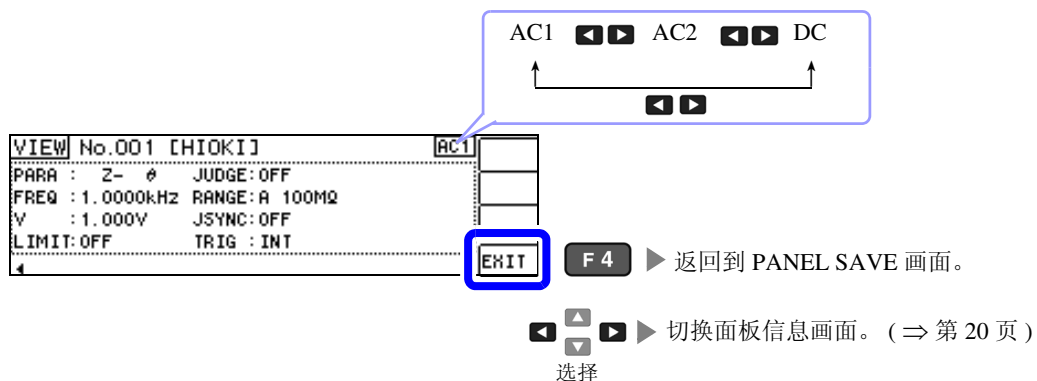 AC1 ◀ ▶ AC2 ◀ ▶ DC
◀ ▶
VIEW No.001 [HIOKI] AC1
PARA : Z- θ JUDGE:OFF
FREQ :1.0000kHz RANGE:A 100MΩ
V :1.000V JSYNC:OFF
LIMIT:OFF TRIG :INT
EXIT
F 4 ▶ 返回到 PANEL SAVE 画面。
◀ ▲ ▼ ▶ ▶ 切换面板信息画面。 ( ⇒ 第 20 页 )
选择